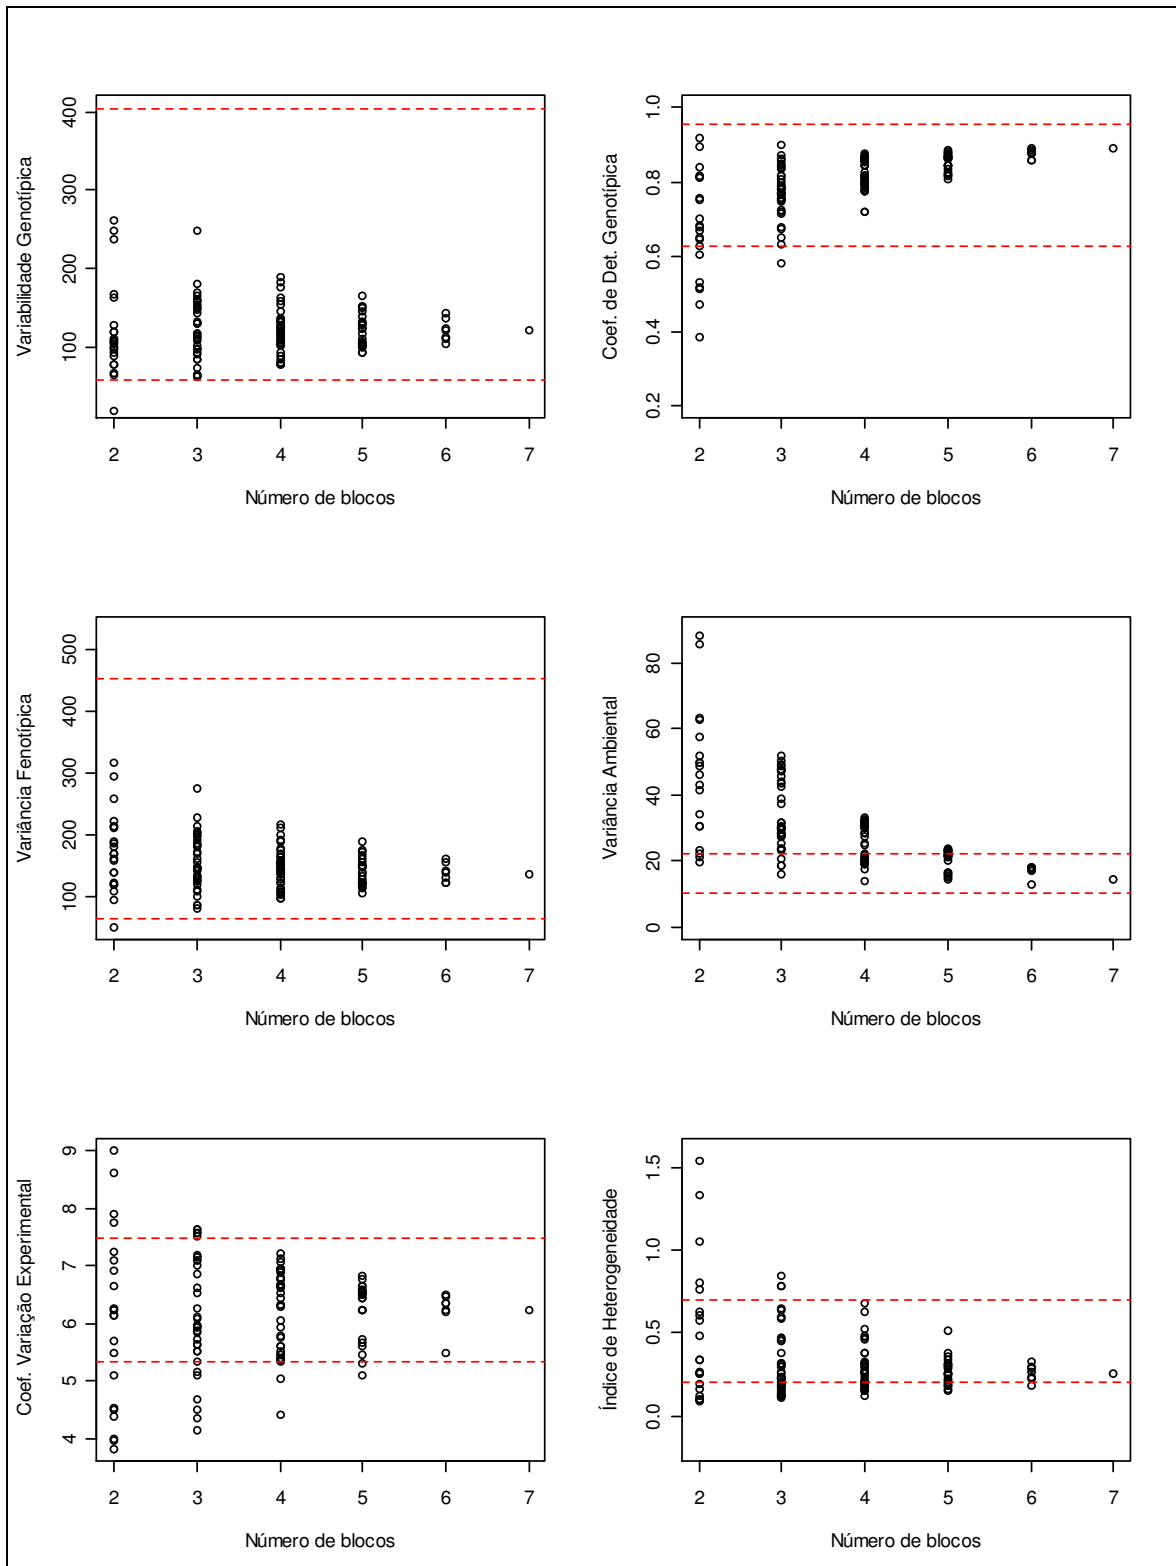 Variabilidade Genotípica
400
300
200
100
2 3 4 5 6 7
Número de blocos
Coef. de Det. Genotípica
1.0
0.8
0.6
0.4
0.2
2 3 4 5 6 7
Número de blocos
Variância Fenotípica
500
400
300
200
100
2 3 4 5 6 7
Número de blocos
Variância Ambiental
80
60
40
20
0
2 3 4 5 6 7
Número de blocos
Coef. Variação Experimental
9
8
7
6
5
4
2 3 4 5 6 7
Número de blocos
Índice de Heterogeneidade
1.5
1.0
0.5
0.0
2 3 4 5 6 7
Número de blocos